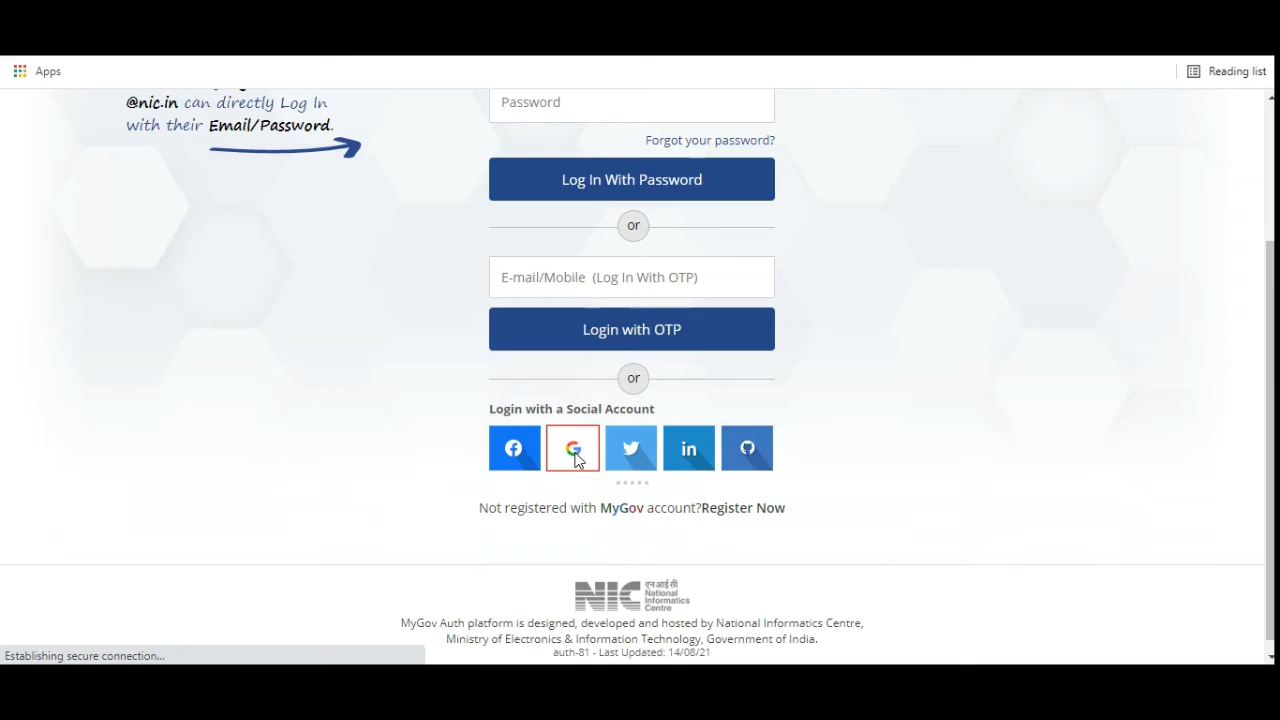 Apps
Reading list
@nic.in can directly Log In
with their Email/Password.
Password
Forgot your password?
Log In With Password
or
E-mail/Mobile (Log In With OTP)
Login with OTP
or
Login with a Social Account
Not registered with MyGov account?Register Now
NIC
एन आई सी
National
Informatics
Centre
MyGov Auth platform is designed, developed and hosted by National Informatics Centre,
Ministry of Electronics & Information Technology, Government of India.
auth-81 - Last Updated: 14/08/21
Establishing secure connection...